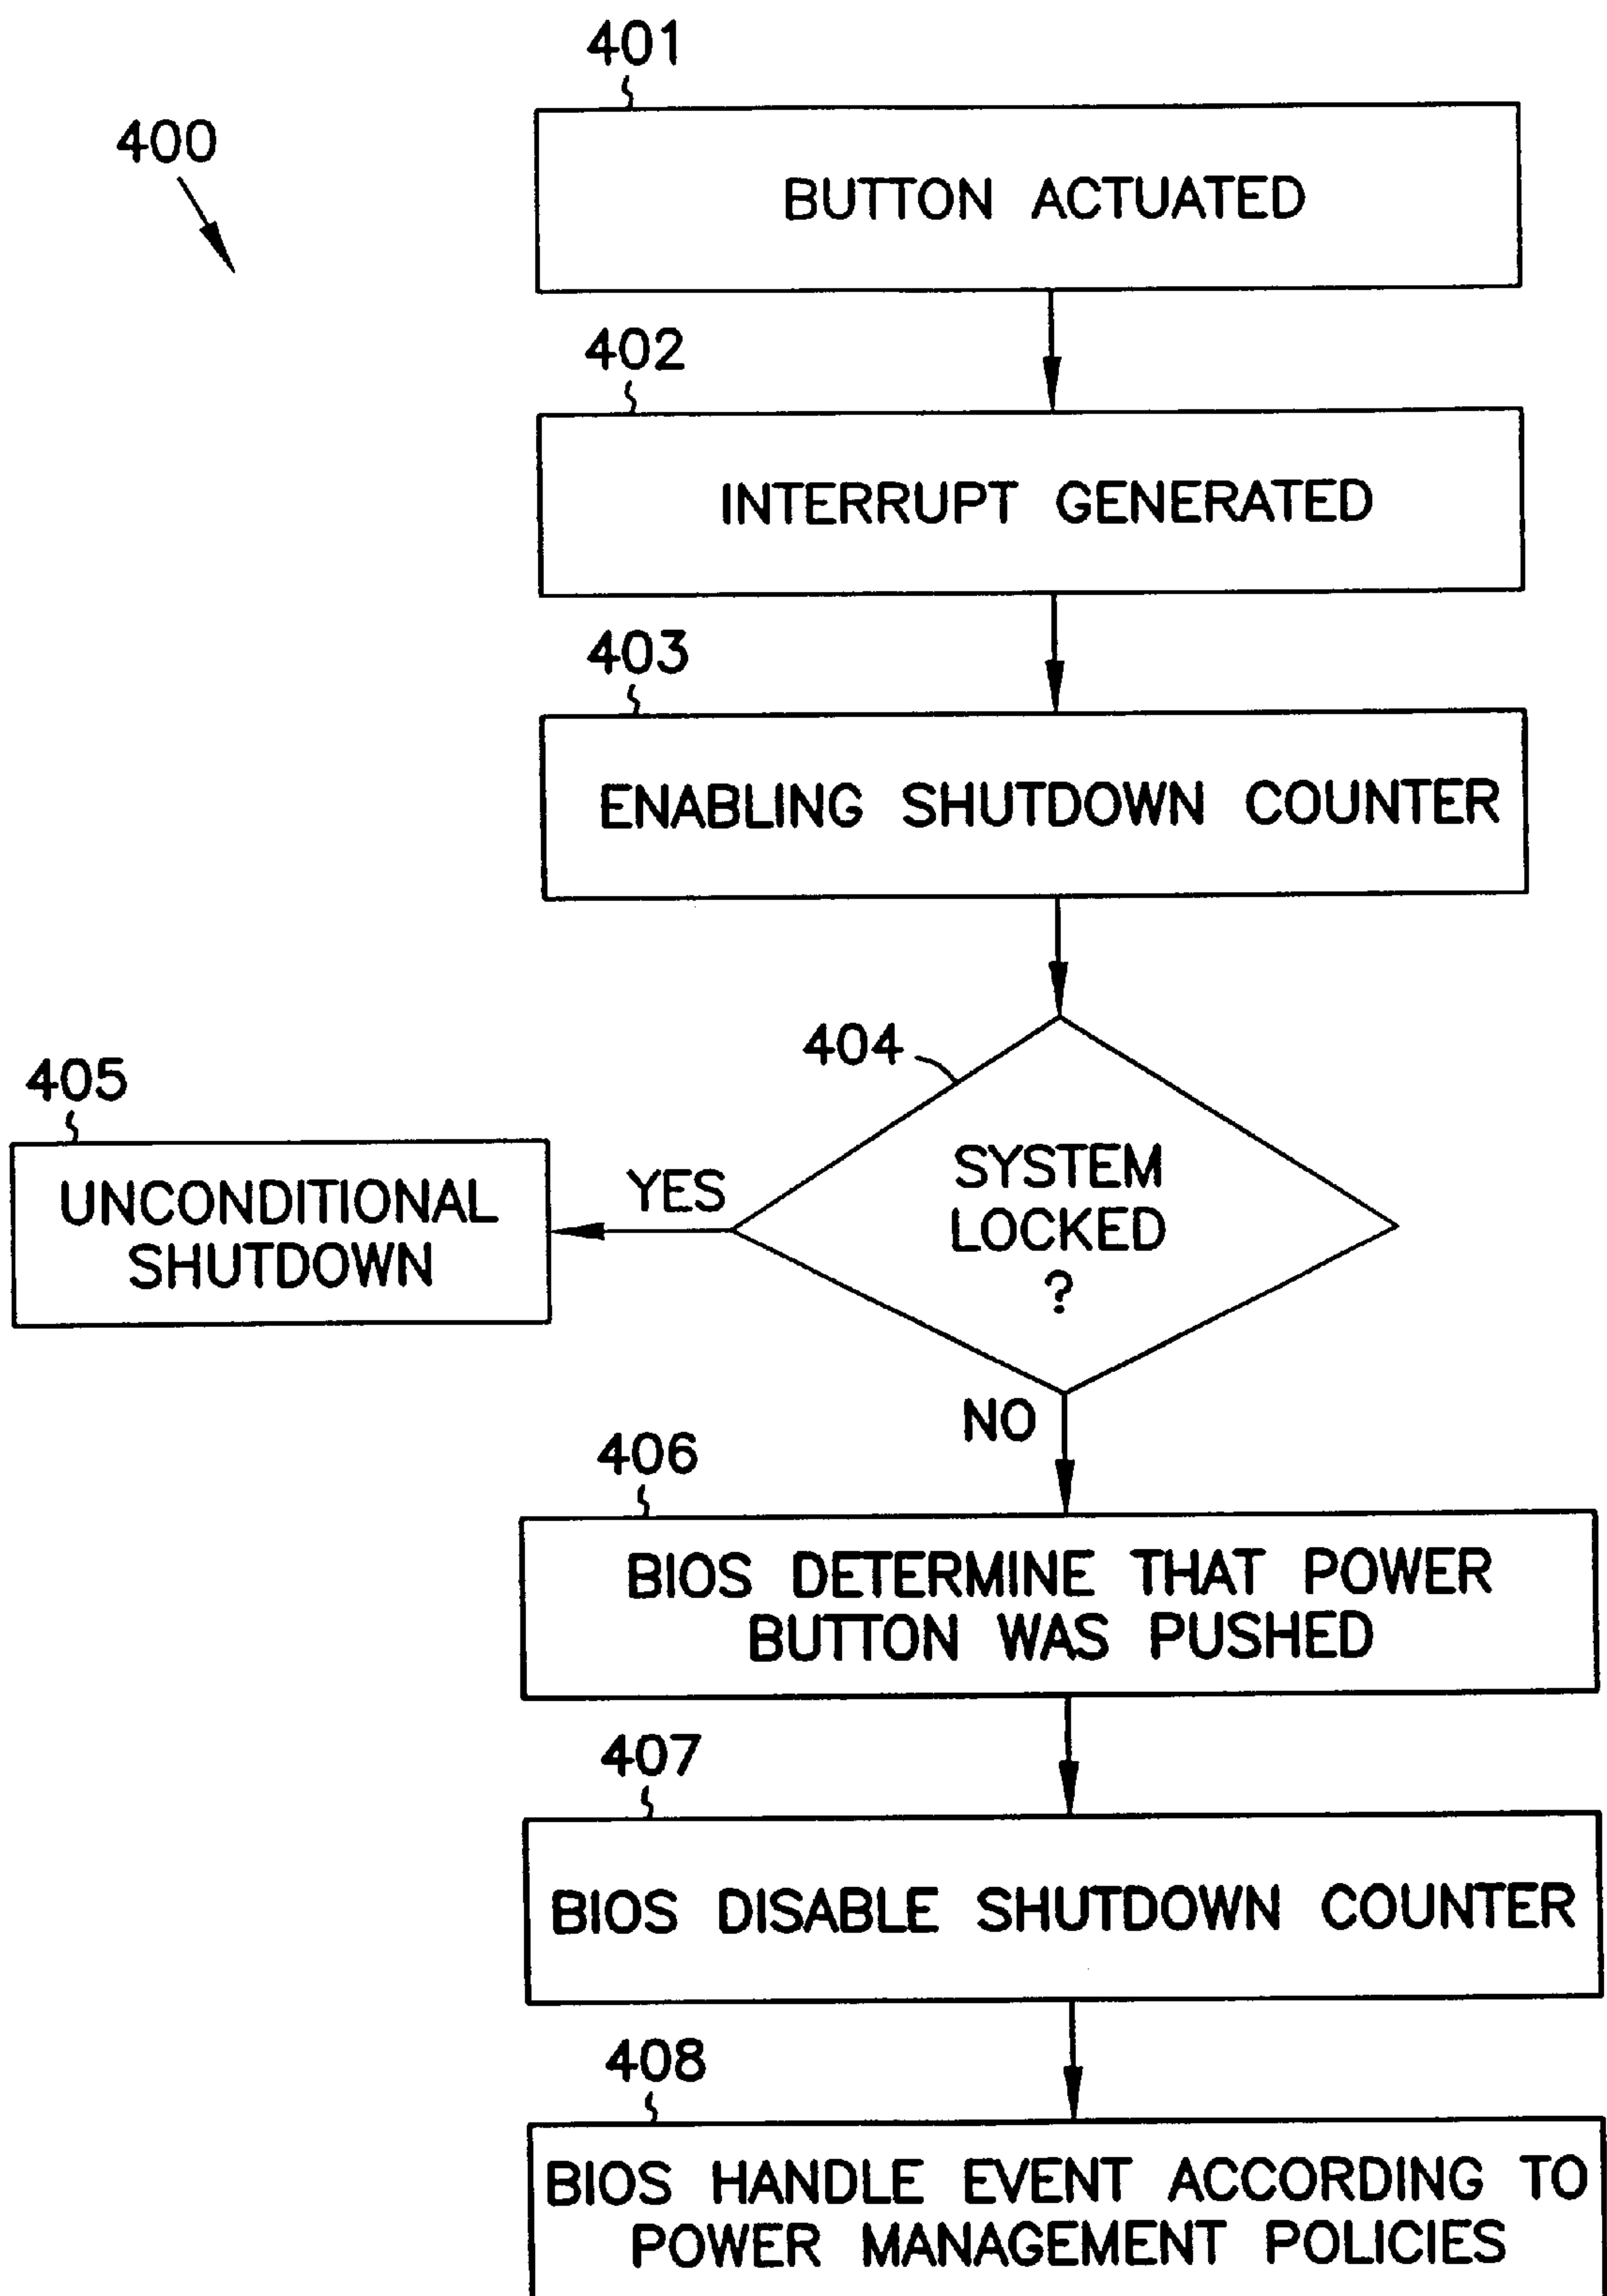 401
400
BUTTON ACTUATED
402
INTERRUPT GENERATED
403
ENABLING SHUTDOWN COUNTER
404
SYSTEM
LOCKED
?
405
YES
UNCONDITIONAL
SHUTDOWN
NO
406
BIOS DETERMINE THAT POWER
BUTTON WAS PUSHED
407
BIOS DISABLE SHUTDOWN COUNTER
408
BIOS HANDLE EVENT ACCORDING TO
POWER MANAGEMENT POLICIES